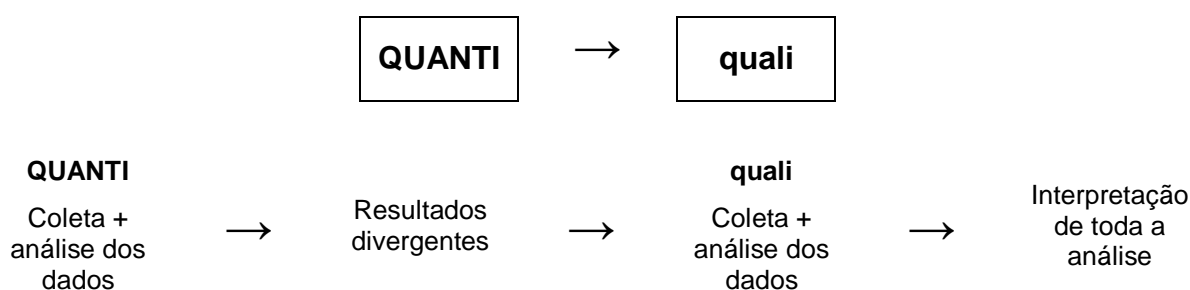 QUANTI → quali
QUANTI
Coleta +
análise dos
dados
→
Resultados
divergentes
→
quali
Coleta +
análise dos
dados
→
Interpretação
de toda a
análise